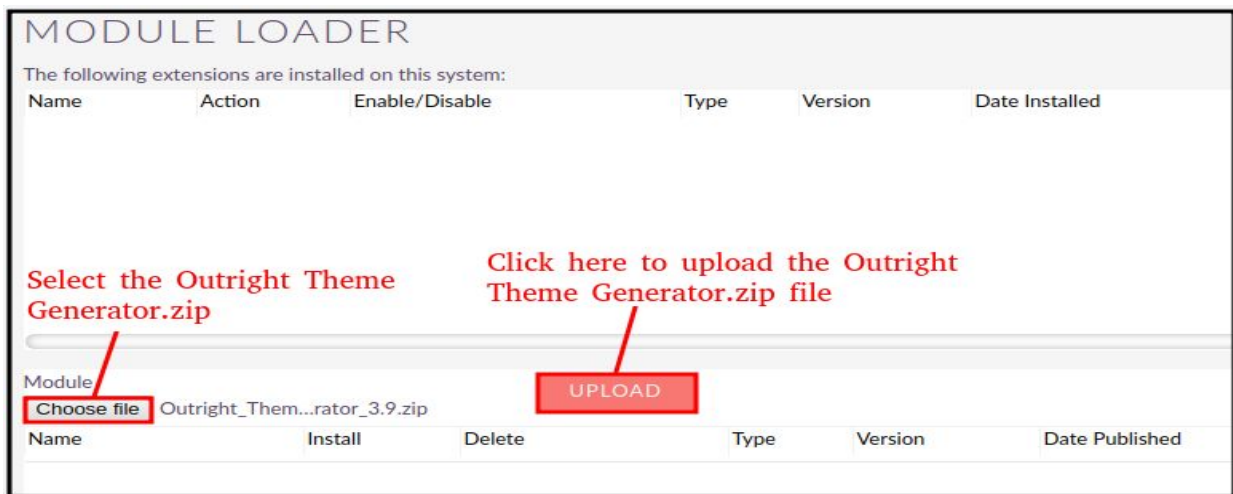 MODULE LOADER
The following extensions are installed on this system:
Name Action Enable/Disable Type Version Date Installed
Select the Outright Theme
Generator.zip
Click here to upload the Outright
Theme Generator.zip file
Module
UPLOAD
Choose file Outright_Them...rator_3.9.zip
Name Install Delete Type Version Date Published